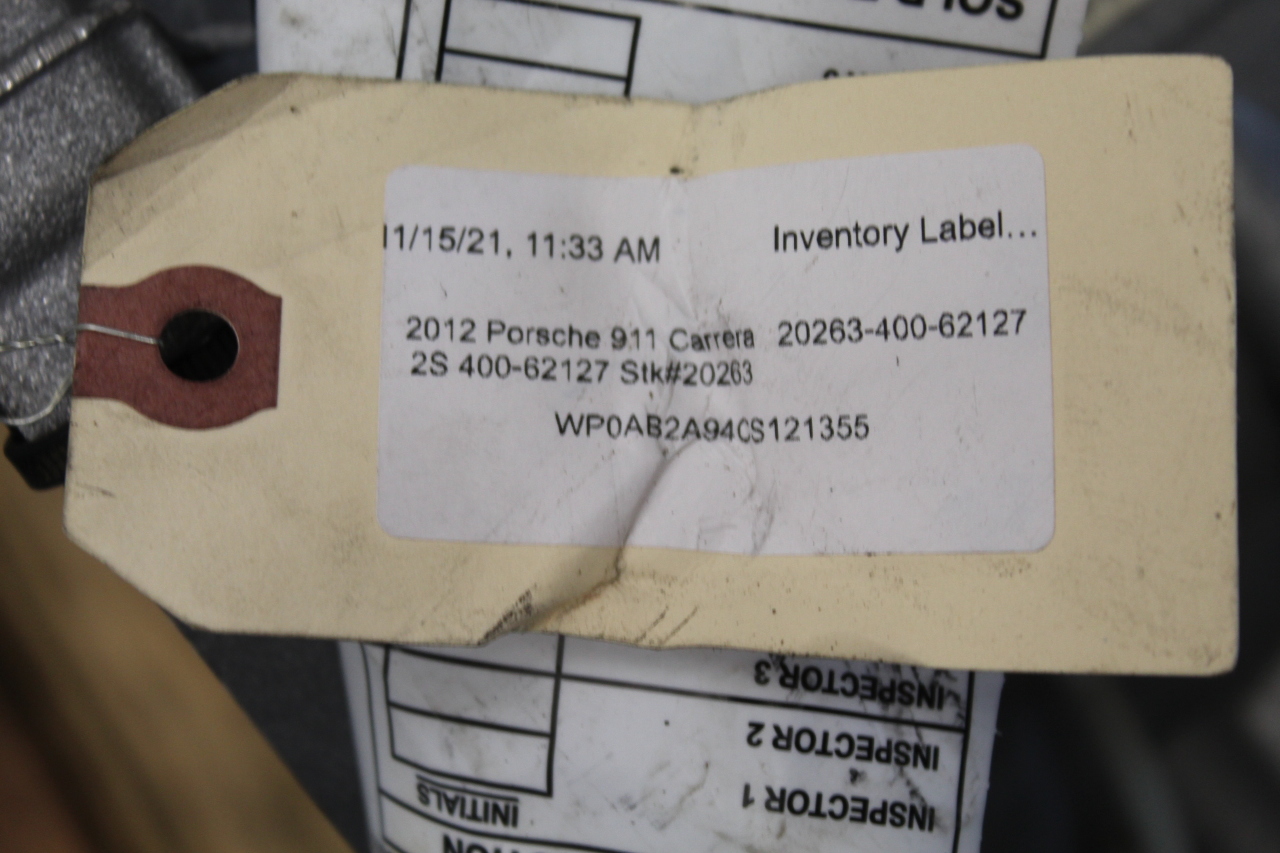 11/15/21, 11:33 AM Inventory Label...
2012 Porsche 911 Carrera 20263-400-62127
2S 400-62127 Stk#20263
WP0AB2A94CS121355
INSPECTOR 3
INSPECTOR 2
INSPECTOR 1
INITIALS